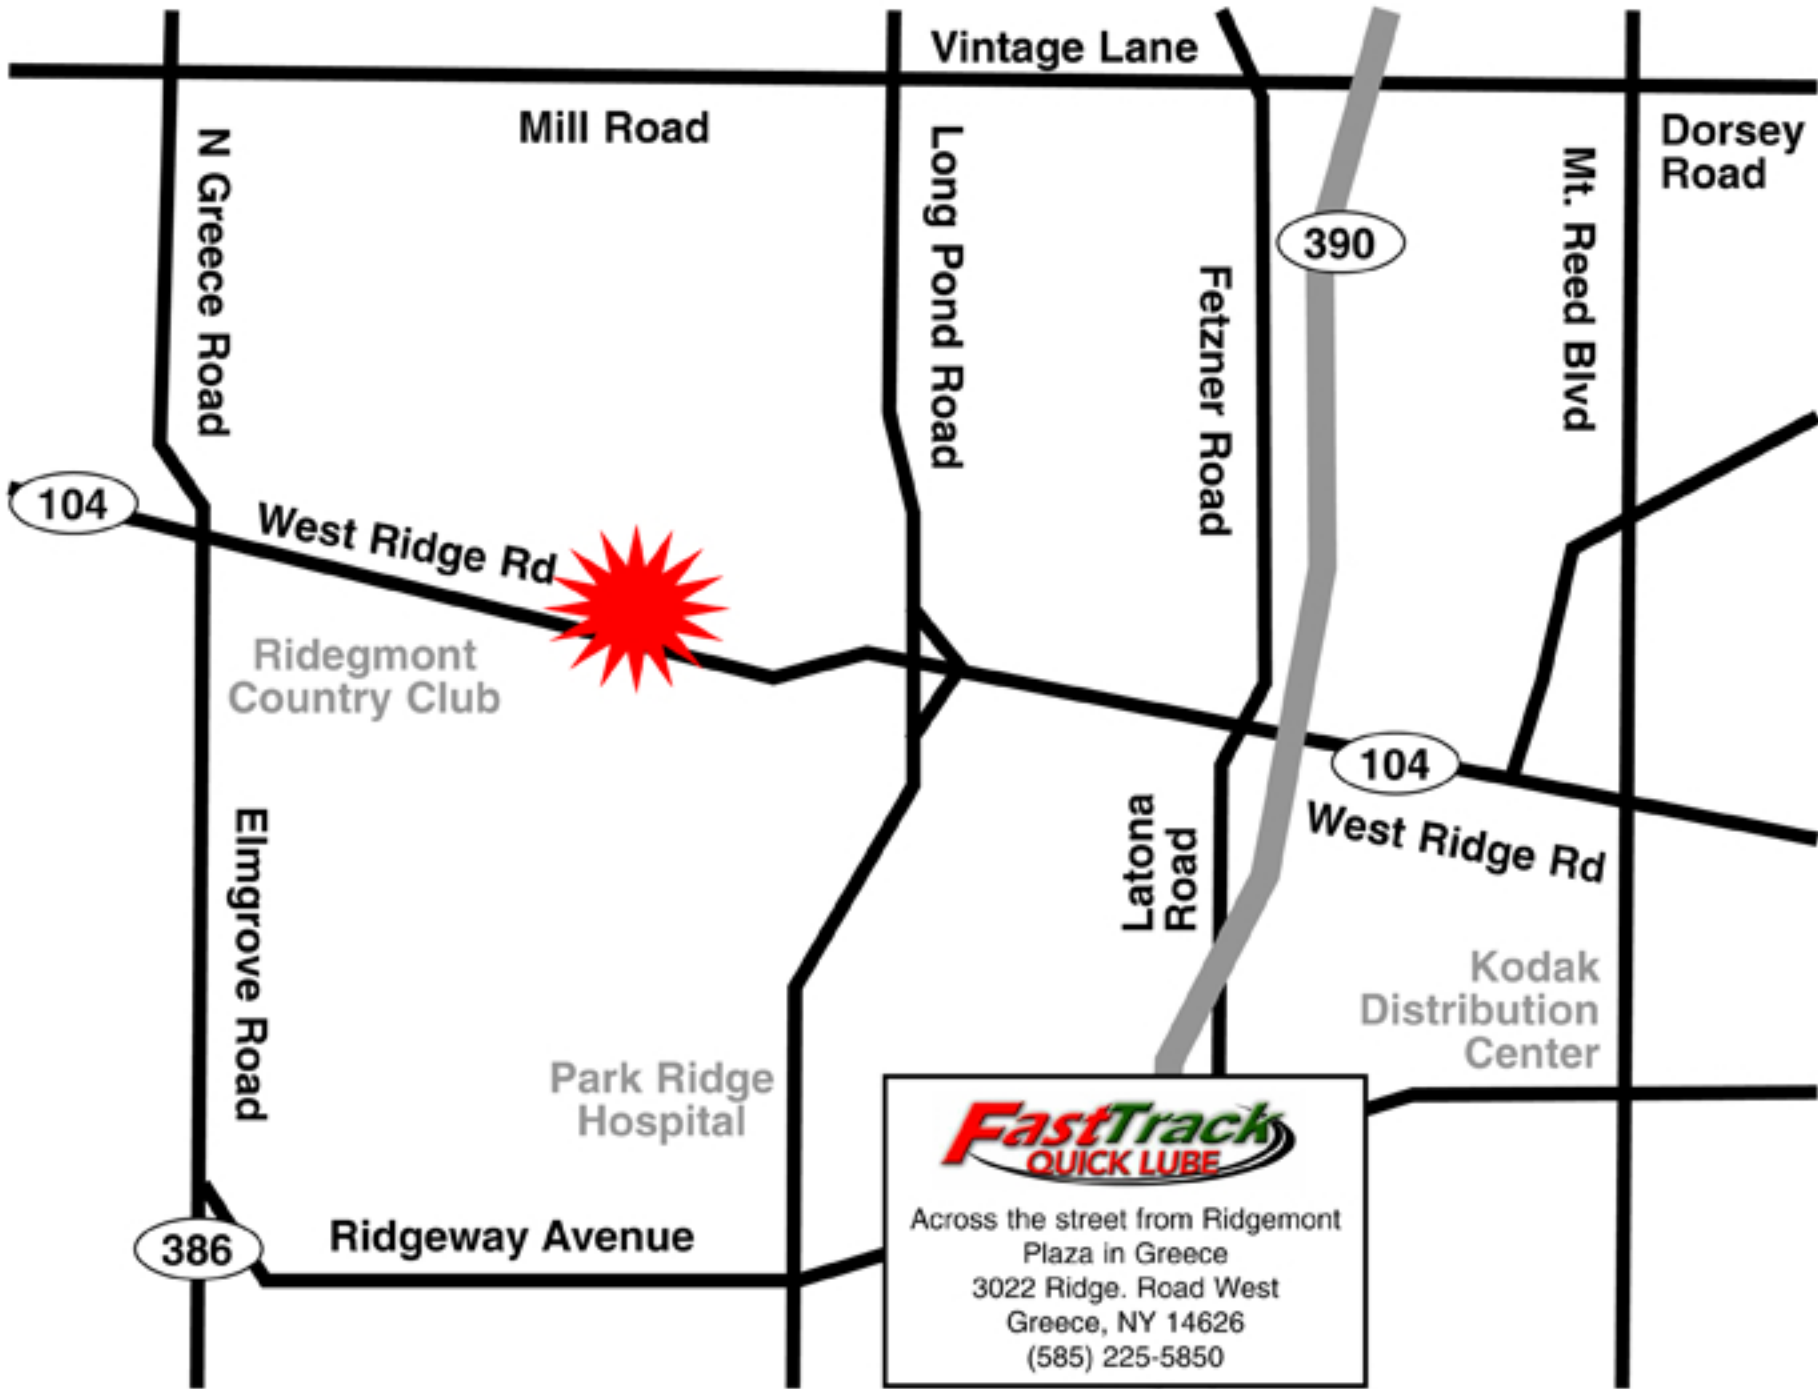 Vintage Lane
Mill Road
Dorsey
Road
N Greece Road
Long Pond Road
Mt. Reed Blvd
390
Fetzner Road
104
West Ridge Rd
Ridegmont
Country Club
104
West Ridge Rd
Latona
Road
Elmgrove Road
Kodak
Distribution
Center
Park Ridge
Hospital
386
Ridgeway Avenue
FastTrack
QUICK LUBE
Across the street from Ridgemont
Plaza in Greece
3022 Ridge. Road West
Greece, NY 14626
(585) 225-5850